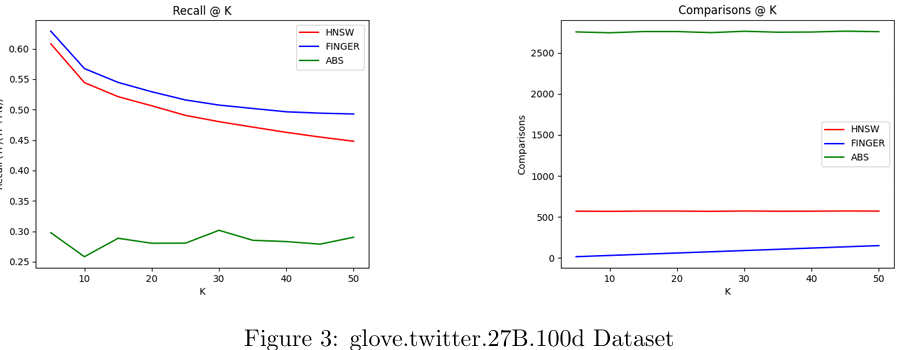 Recall @ K
HNSW
FINGER
ABS
0.60
0.55
0.50
0.45
0.40
0.35
0.30
0.25
10
20
30
40
50
K
Comparisons @ K
Comparisons
HNSW
FINGER
ABS
2500
2000
1500
1000
500
0
10
20
30
40
50
K
Figure 3: glove.twitter.27B.100d Dataset